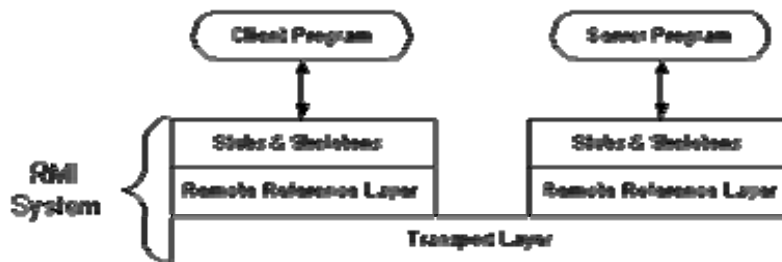 Client Program
Server Program
Stubs & Skeletons
Stubs & Skeletons
RMI
System
Remote Reference Layer
Remote Reference Layer
Transport Layer